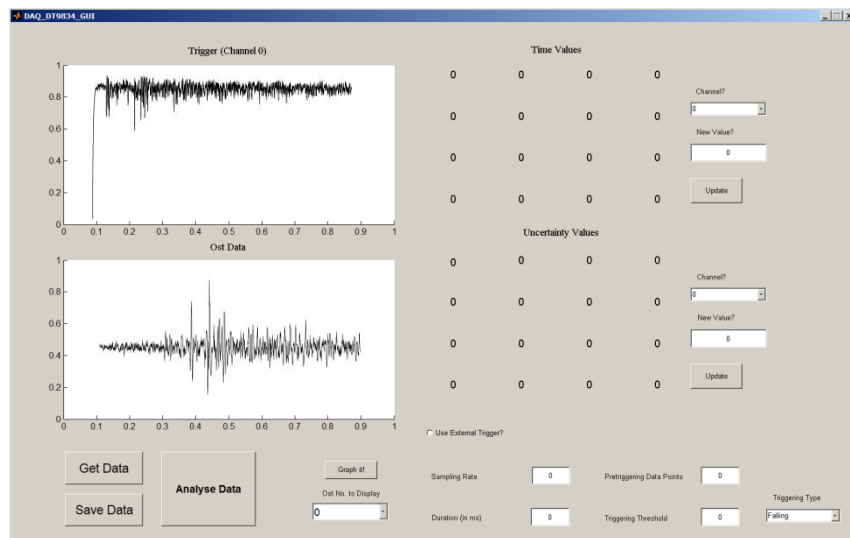 DAQ_DT9834_GUI
Trigger (Channel 0)
1
0.8
0.6
0.4
0.2
0
0 0.1 0.2 0.3 0.4 0.5 0.6 0.7 0.8 0.9 1
Ost Data
1
0.8
0.6
0.4
0.2
0
0 0.1 0.2 0.3 0.4 0.5 0.6 0.7 0.8 0.9 1
Get Data
Save Data
Analyse Data
Graph it!
Ost No. to Display
0
Time Values
0 0 0 0
0 0 0 0
0 0 0 0
0 0 0 0
Channel?
0
New Value?
0
Update
Uncertainty Values
0 0 0 0
0 0 0 0
0 0 0 0
0 0 0 0
Channel?
0
New Value?
0
Update
Use External Trigger?
Sampling Rate 0 Pretriggering Data Points 0
Duration (in ms) 0 Triggering Threshold 0
Triggering Type
Falling